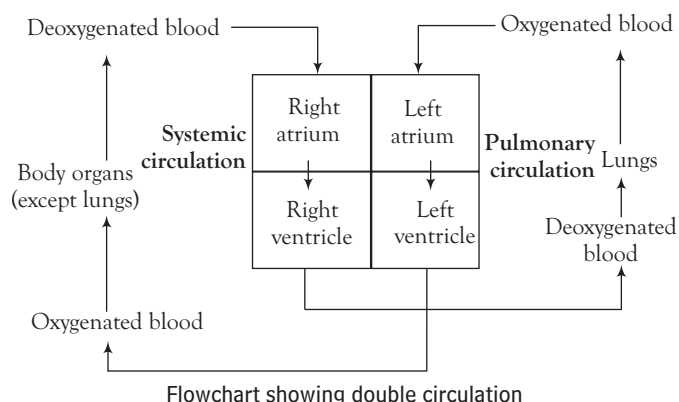 Deoxygenated blood
Oxygenated blood
Right
atrium
Left
atrium
Systemic
circulation
Pulmonary
circulation
Lungs
Body organs
(except lungs)
Right
ventricle
Left
ventricle
Deoxygenated
blood
Oxygenated blood
Flowchart showing double circulation